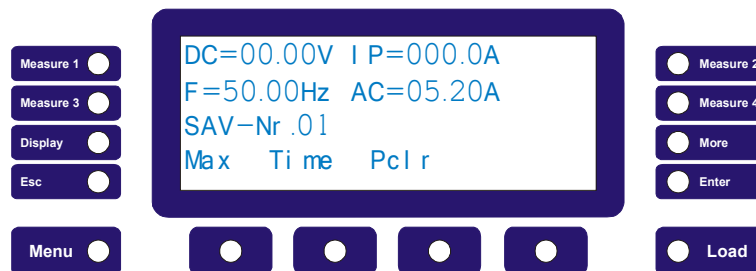 Measure 1
Measure 3
Display
Esc
Menu
DC=00.00V IP=000.0A
F=50.00Hz AC=05.20A
SAV-Nr.01
Max Time Pclr
Measure 2
Measure 4
More
Enter
Load